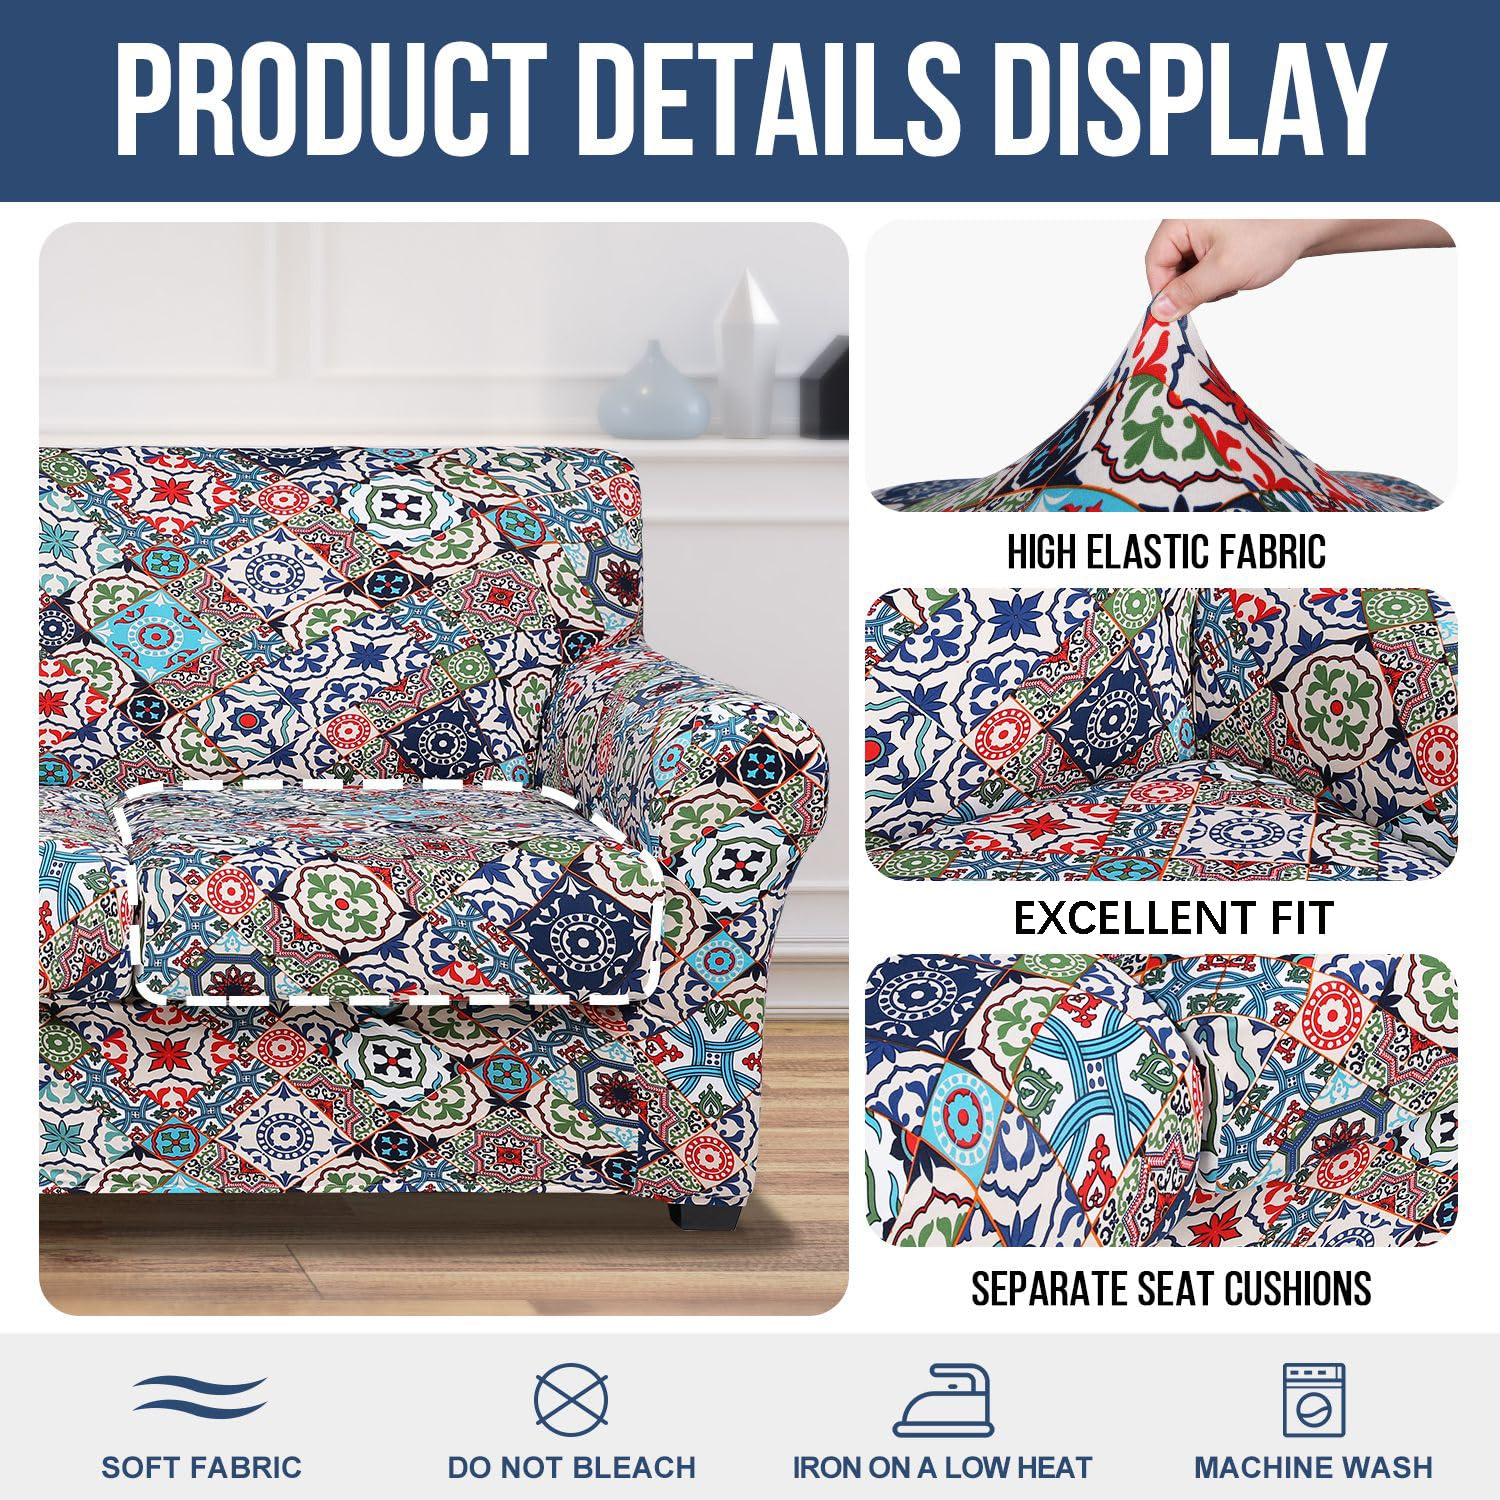 PRODUCT DETAILS DISPLAY
HIGH ELASTIC FABRIC
EXCELLENT FIT
SEPARATE SEAT CUSHIONS
SOFT FABRIC
DO NOT BLEACH
IRON ON A LOW HEAT
MACHINE WASH